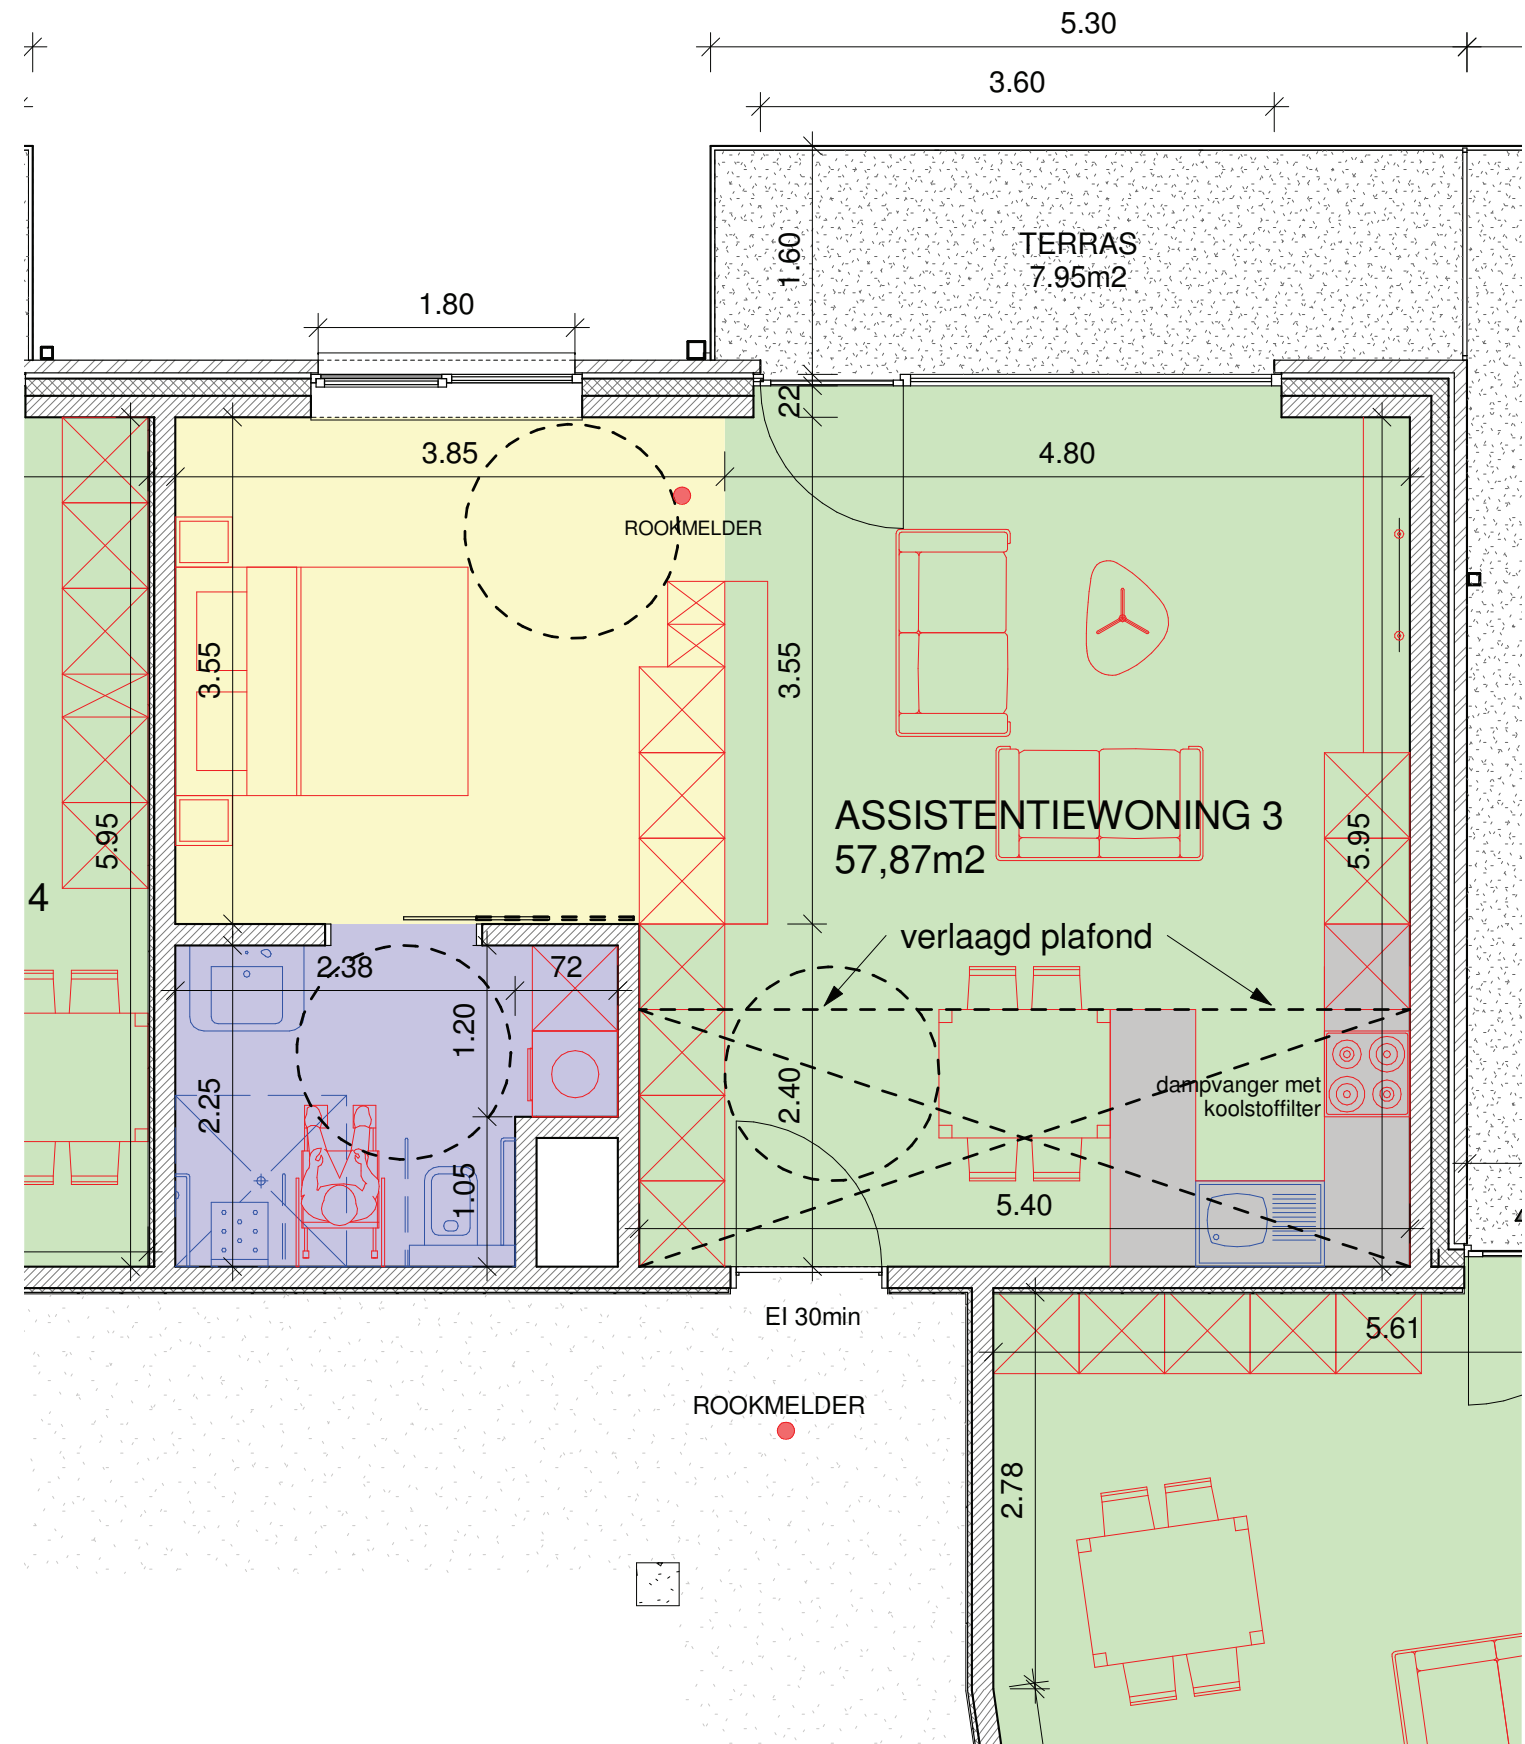 5.30
3.60
TERRAS
7.95m2
1.60
1.80
22
3.85
4.80
ROOKMELDER
3.55
3.55
ASSISTENTIEWONING 3
57,87m2
5.95
5.95
4
verlaagd plafond
2.38
72
1.20
2.25
2.40
dampvanger met
koolstoffilter
1.05
5.40
EI 30min
5.61
ROOKMELDER
2.78